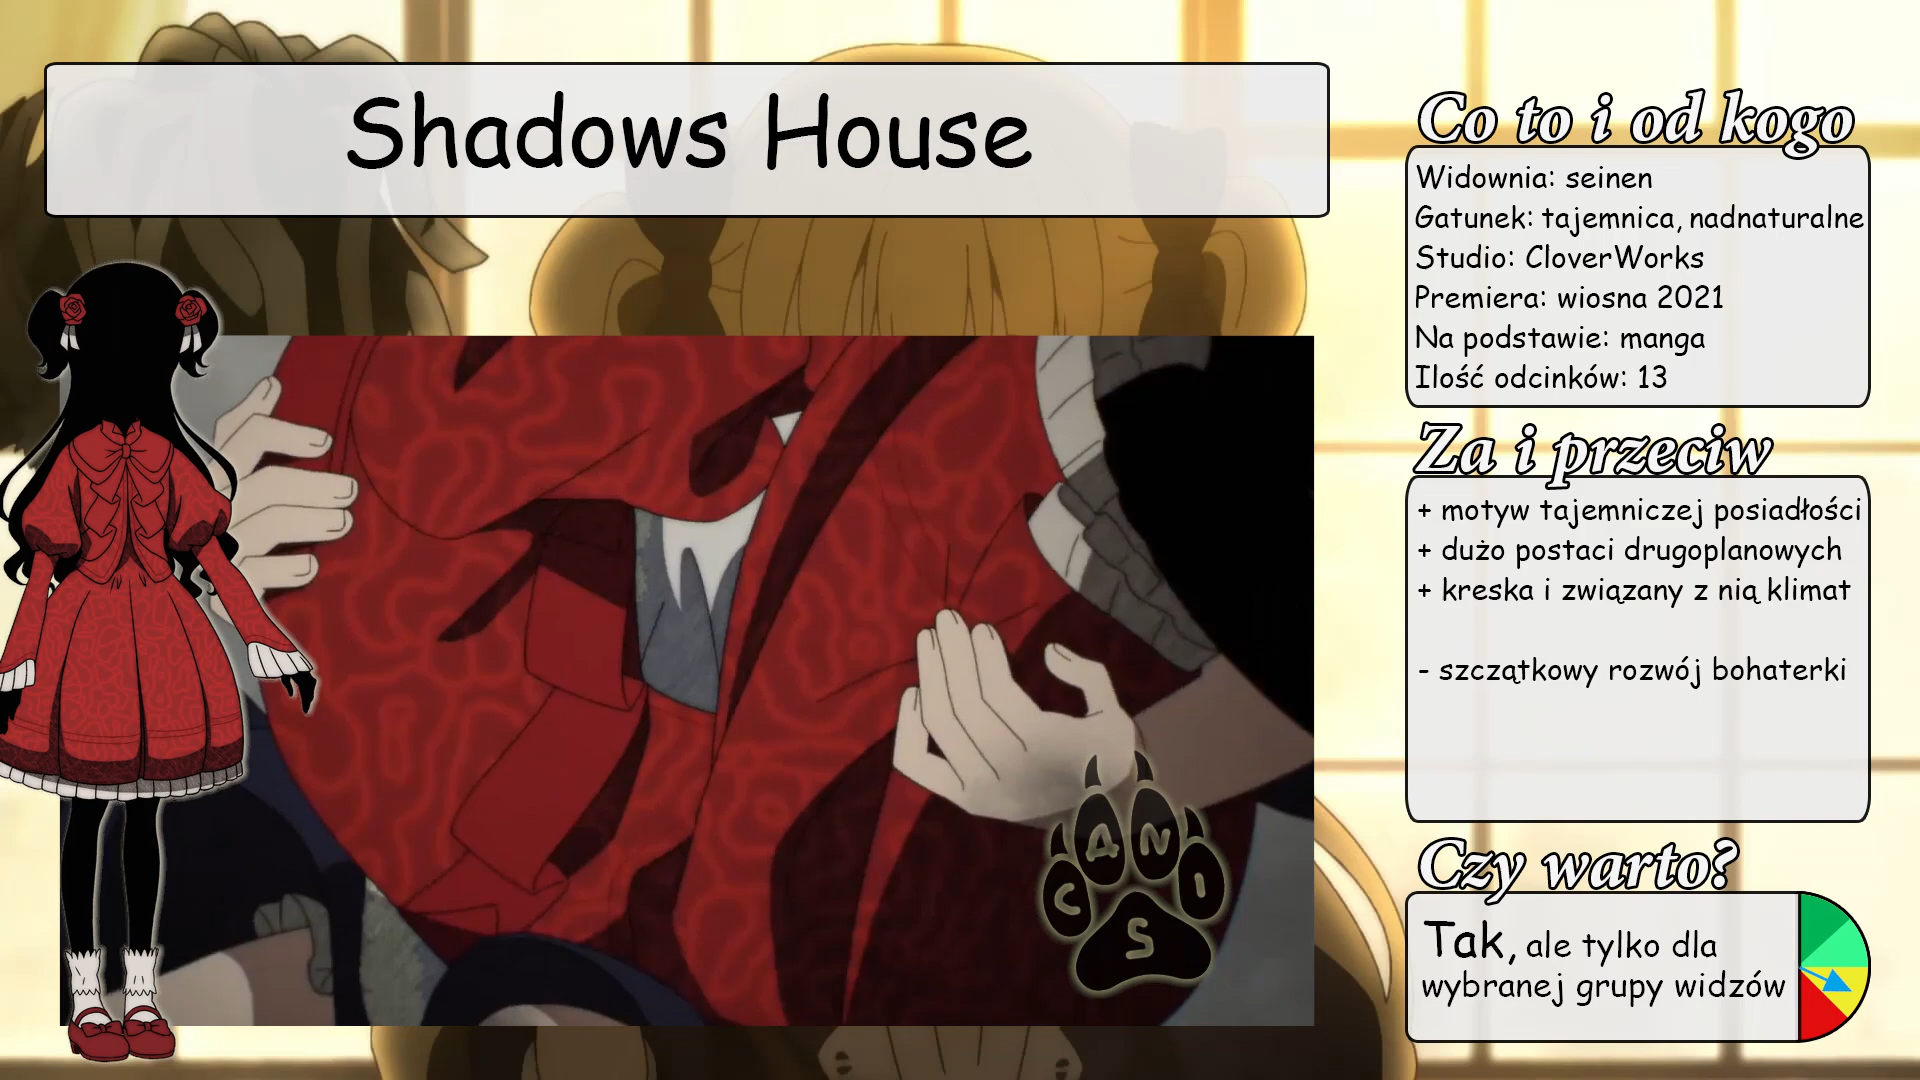 Shadows House
Co to i od kogo
Widownia: seinen
Gatunek: tajemnica, nadnaturalne
Studio: CloverWorks
Premiera: wiosna 2021
Na podstawie: manga
Ilość odcinków: 13
Za i przeciw
+ motyw tajemniczej posiadłości
+ dużo postaci drugoplanowych
+ kreska i związany z nią klimat
- szczątkowy rozwój bohaterki
Czy warto?
Tak, ale tylko dla
wybranej grupy widzów
CANDS